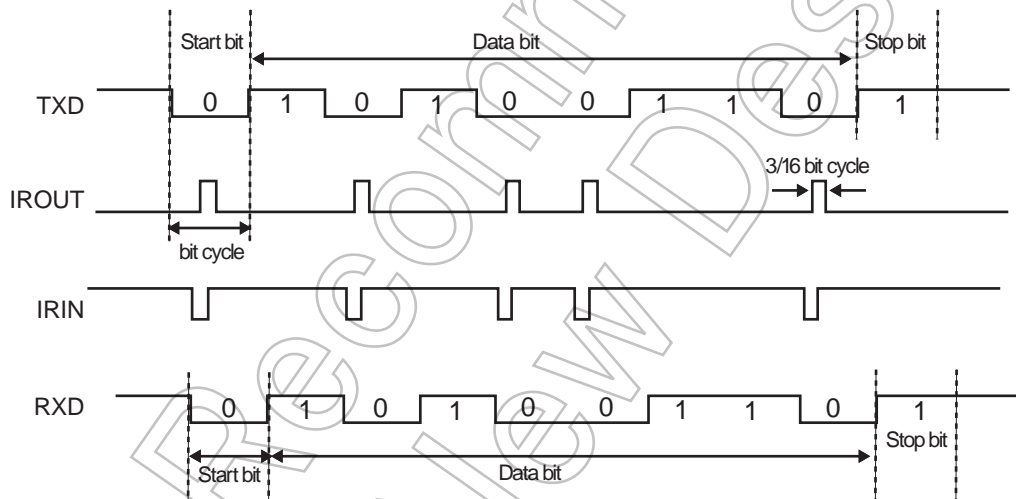 Start bit Data bit Stop bit
TXD 0 1 0 1 0 0 1 1 0 1
3/16 bit cycle
IROUT
bit cycle
IRIN
RXD 0 1 0 1 0 0 1 1 0 1
Start bit Data bit Stop bit